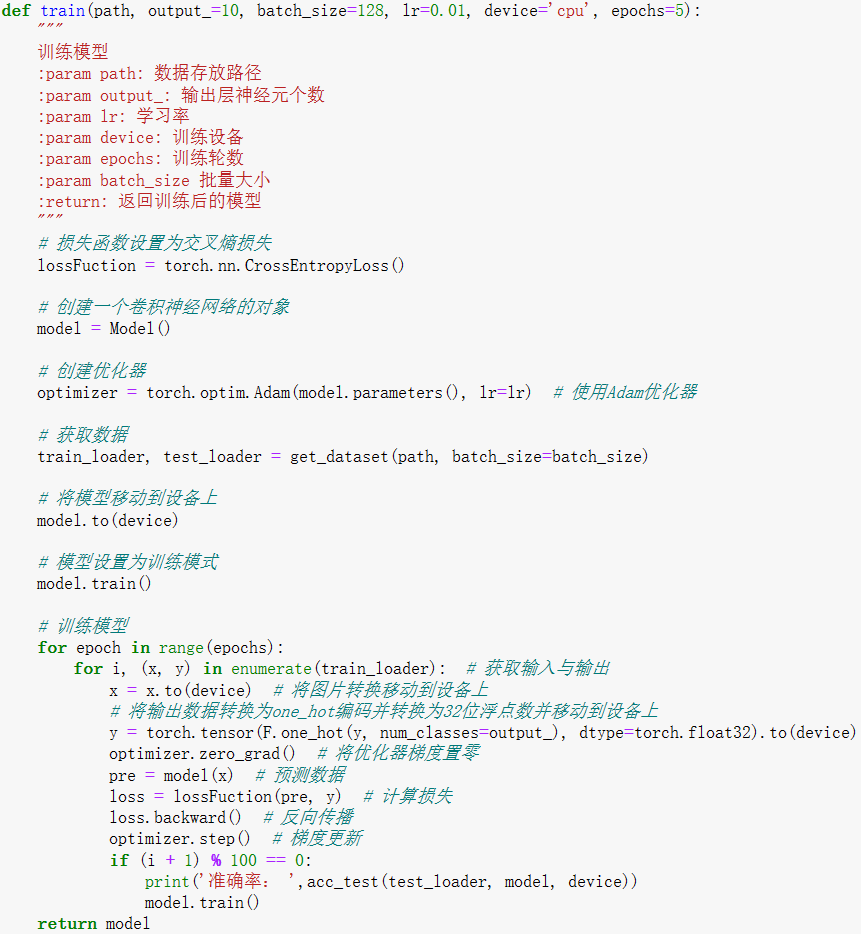 def train(path, output_=10, batch_size=128, lr=0.01, device='cpu', epochs=5):
    """
    训练模型
    :param path: 数据存放路径
    :param output_: 输出层神经元个数
    :param lr: 学习率
    :param device: 训练设备
    :param epochs: 训练轮数
    :param batch_size 批量大小
    :return: 返回训练后的模型
    """
    # 损失函数设置为交叉熵损失
    lossFuction = torch.nn.CrossEntropyLoss()

    # 创建一个卷积神经网络的对象
    model = Model()

    # 创建优化器
    optimizer = torch.optim.Adam(model.parameters(), lr=lr)  # 使用Adam优化器

    # 获取数据
    train_loader, test_loader = get_dataset(path, batch_size=batch_size)

    # 将模型移动到设备上
    model.to(device)

    # 模型设置为训练模式
    model.train()

    # 训练模型
    for epoch in range(epochs):
        for i, (x, y) in enumerate(train_loader):  # 获取输入与输出
            x = x.to(device)  # 将图片转换移动到设备上
            # 将输出数据转换为one_hot编码并转换为32位浮点数并移动到设备上
            y = torch.tensor(F.one_hot(y, num_classes=output_), dtype=torch.float32).to(device)
            optimizer.zero_grad()  # 将优化器梯度置零
            pre = model(x)  # 预测数据
            loss = lossFuction(pre, y)  # 计算损失
            loss.backward()  # 反向传播
            optimizer.step()  # 梯度更新
            if (i + 1) % 100 == 0:
                print('准确率： ',acc_test(test_loader, model, device))
                model.train()
    return model